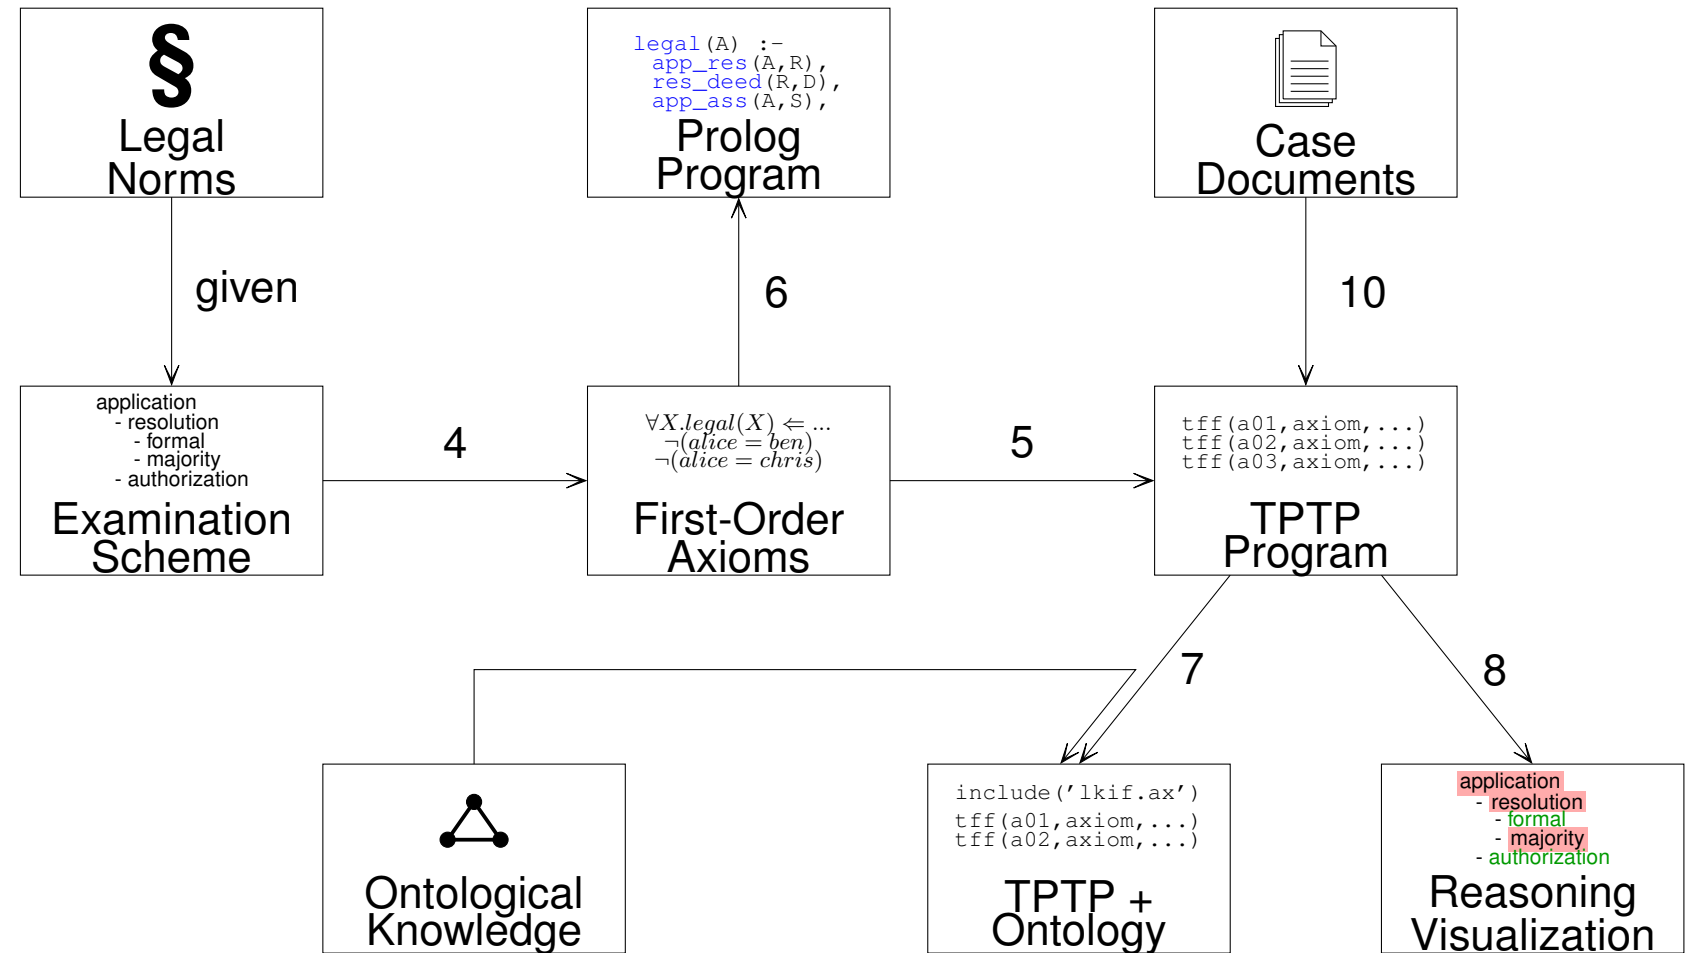 §
Legal
Norms
legal(A) :-
app_res(A,R),
res_deed(R,D),
app_ass(A,S),
Prolog
Program
Case
Documents
given
6
10
application
- resolution
- formal
- majority
- authorization
Examination
Scheme
4
∀X.legal(X) ⇐ ...
¬(alice = ben)
¬(alice = chris)
First-Order
Axioms
5
tff(a01,axiom,...)
tff(a02,axiom,...)
tff(a03,axiom,...)
TPTP
Program
7
8
Ontological
Knowledge
include('lkif.ax')
tff(a01,axiom,...)
tff(a02,axiom,...)
TPTP +
Ontology
application
- resolution
- formal
- majority
- authorization
Reasoning
Visualization